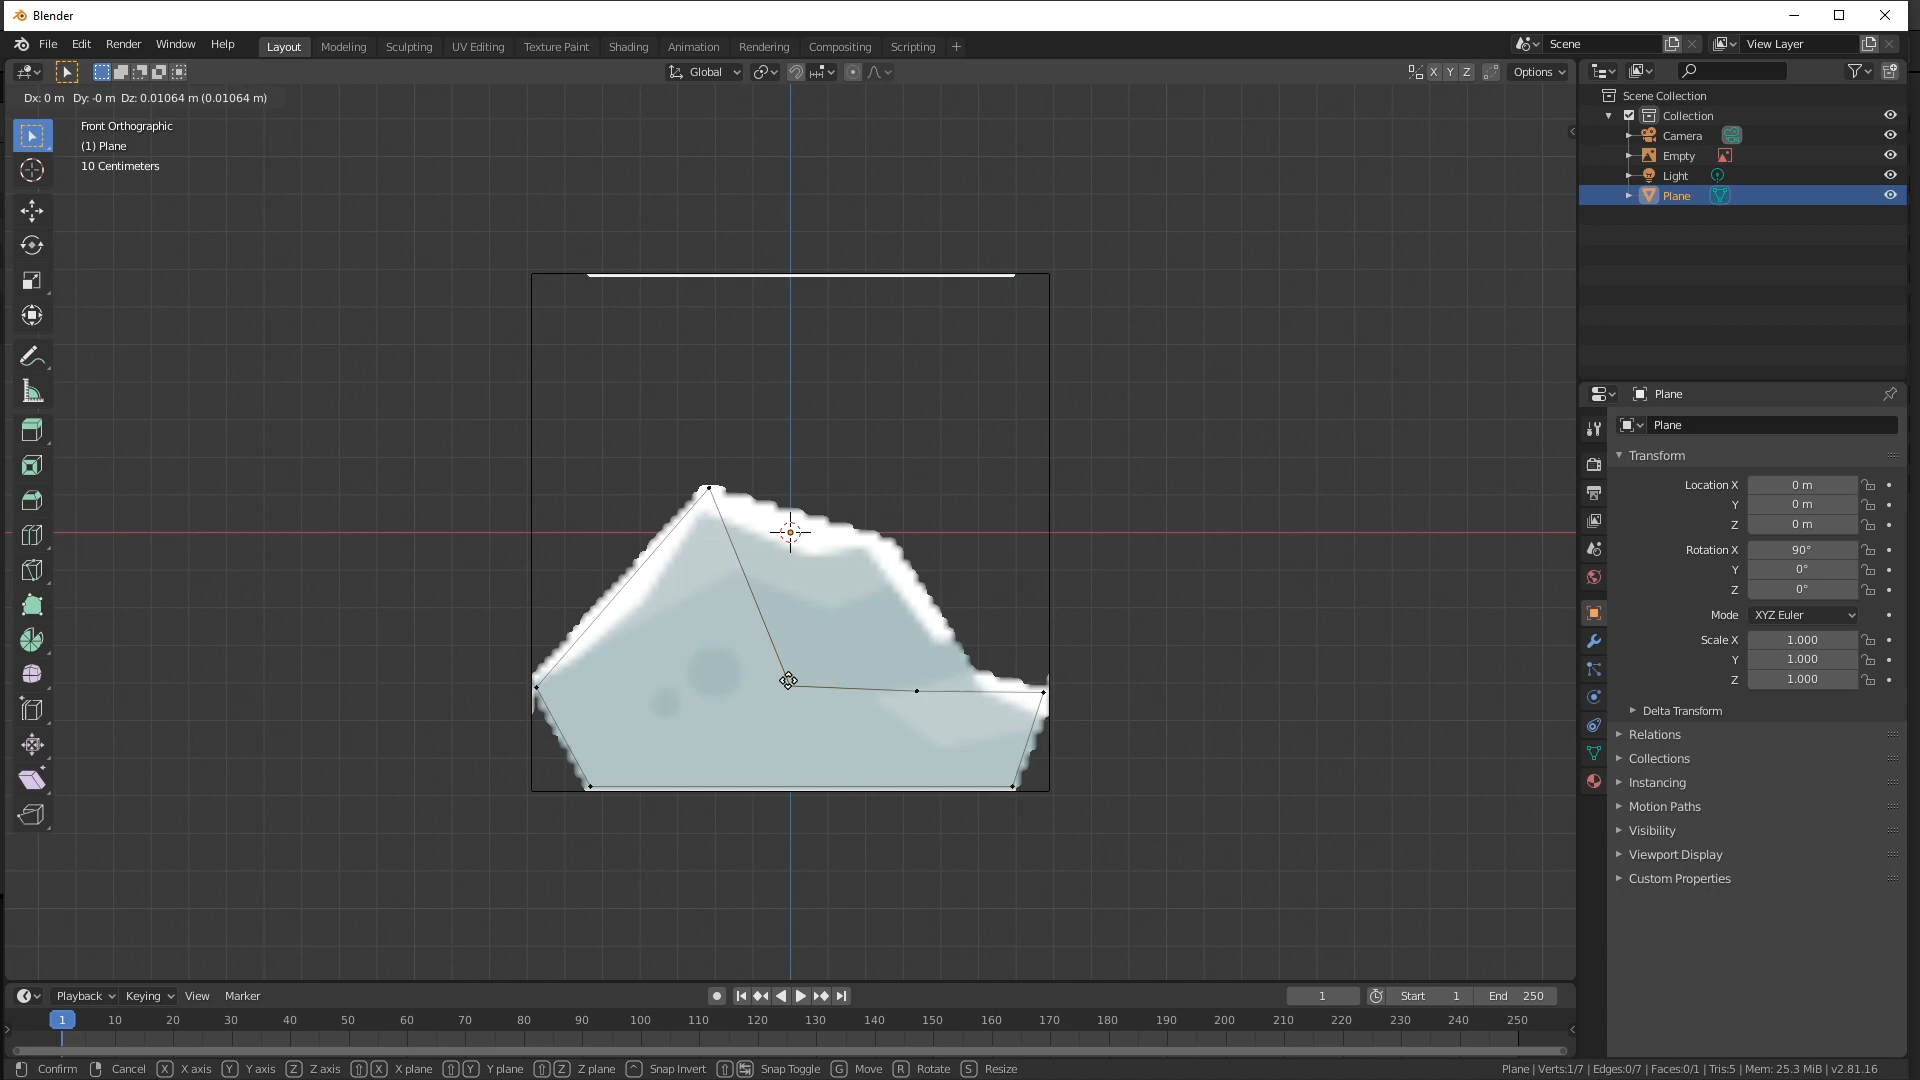 Blender
File Edit Render Window Help Layout Modeling Sculpting UV Editing Texture Paint Shading Animation Rendering Compositing Scripting + Scene View Layer
Global X Y Z Options
Dx: 0 m Dy: -0 m Dz: 0.01064 m (0.01064 m)
Front Orthographic
(1) Plane
10 Centimeters
Scene Collection
Collection
Camera
Empty
Light
Plane
Plane
Plane
Transform
Location X 0 m
Y 0 m
Z 0 m
Rotation X 90°
Y 0°
Z 0°
Mode XYZ Euler
Scale X 1.000
Y 1.000
Z 1.000
Delta Transform
Relations
Collections
Instancing
Motion Paths
Visibility
Viewport Display
Custom Properties
Playback Keying View Marker 1 Start 1 End 250
1 10 20 30 40 50 60 70 80 90 100 110 120 130 140 150 160 170 180 190 200 210 220 230 240 250
Confirm Cancel X X axis Y Y axis Z Z axis X X plane Y Y plane Z Z plane Snap Invert Snap Toggle G Move R Rotate S Resize Plane | Verts:1/7 | Edges:0/7 | Faces:0/1 | Tris:5 | Mem: 25.3 MiB | v2.81.16